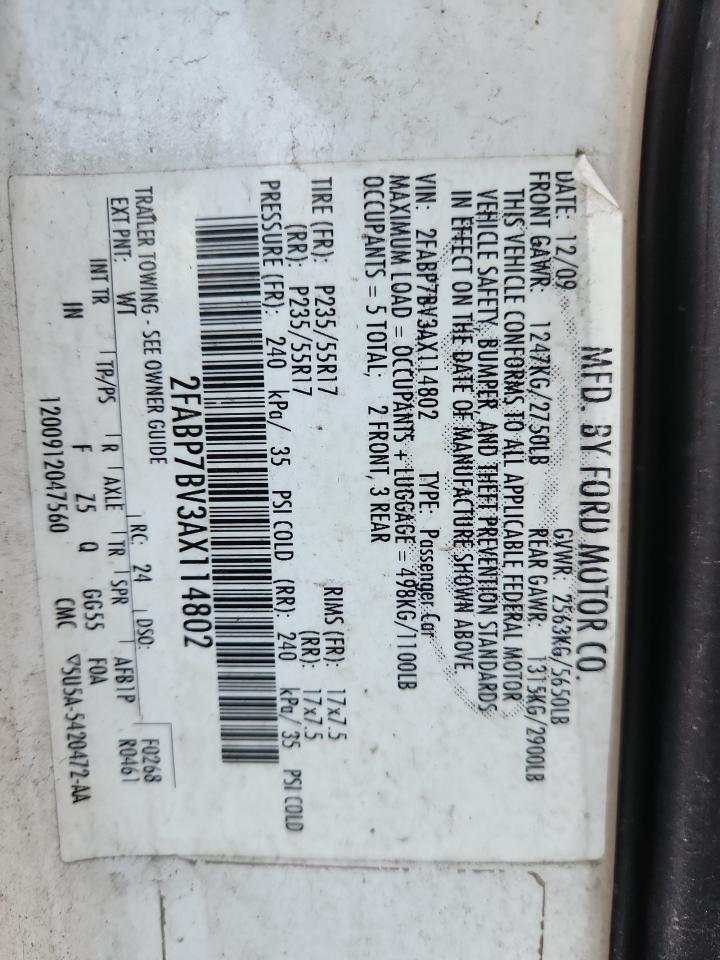 MFD. BY FORD MOTOR CO.
DATE: 12/09 GVWR: 2563KG/5650LB
FRONT GAWR: 1247KG/2750LB REAR GAWR: 1315KG/2900LB
THIS VEHICLE CONFORMS TO ALL APPLICABLE FEDERAL MOTOR
VEHICLE SAFETY, BUMPER, AND THEFT PREVENTION STANDARDS
IN EFFECT ON THE DATE OF MANUFACTURE SHOWN ABOVE
VIN: 2FABP7BV3AX114802 TYPE: Passenger Car
MAXIMUM LOAD = OCCUPANTS + LUGGAGE = 498KG/1100LB
OCCUPANTS = 5 TOTAL; 2 FRONT, 3 REAR
TIRE (FR): P235/55R17 RIMS (FR): 17x7.5
(RR): P235/55R17 (RR): 17x7.5
PRESSURE (FR): 240 kPa/ 35 PSI COLD (RR): 240 kPa/ 35 PSI COLD
2FABP7BV3AX114802
TRAILER TOWING - SEE OWNER GUIDE RC: 24 DSO: F0268
EXT PNT: WT AFB1P R0461
INT TR TP/PS R AXLE TR SPR
IN F Z5 Q GG55 F0A
120091204 7560 CMC ▽5U5A-5420472-AA